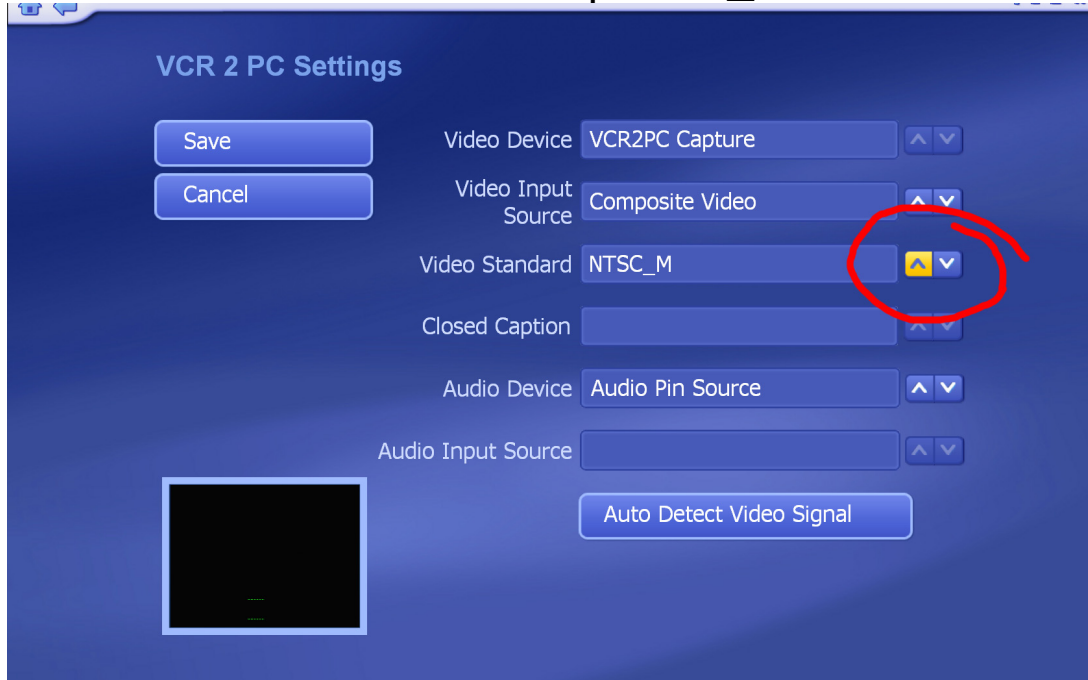 VCR 2 PC Settings
Save
Video Device
VCR2PC Capture
Cancel
Video Input
Source
Composite Video
Video Standard
NTSC_M
Closed Caption
Audio Device
Audio Pin Source
Audio Input Source
Auto Detect Video Signal